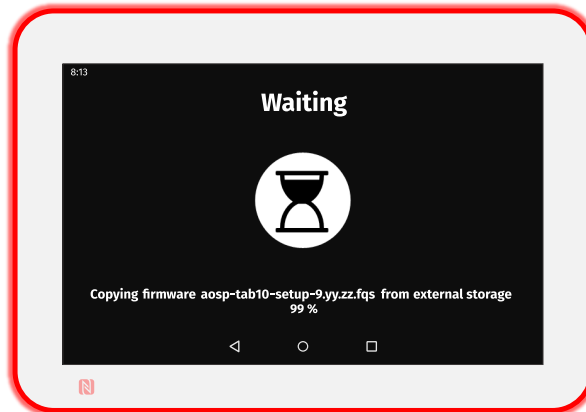 8:13
Waiting
Copying firmware aosp-tab10-setup-9.yy.zz.fqs from external storage
99 %